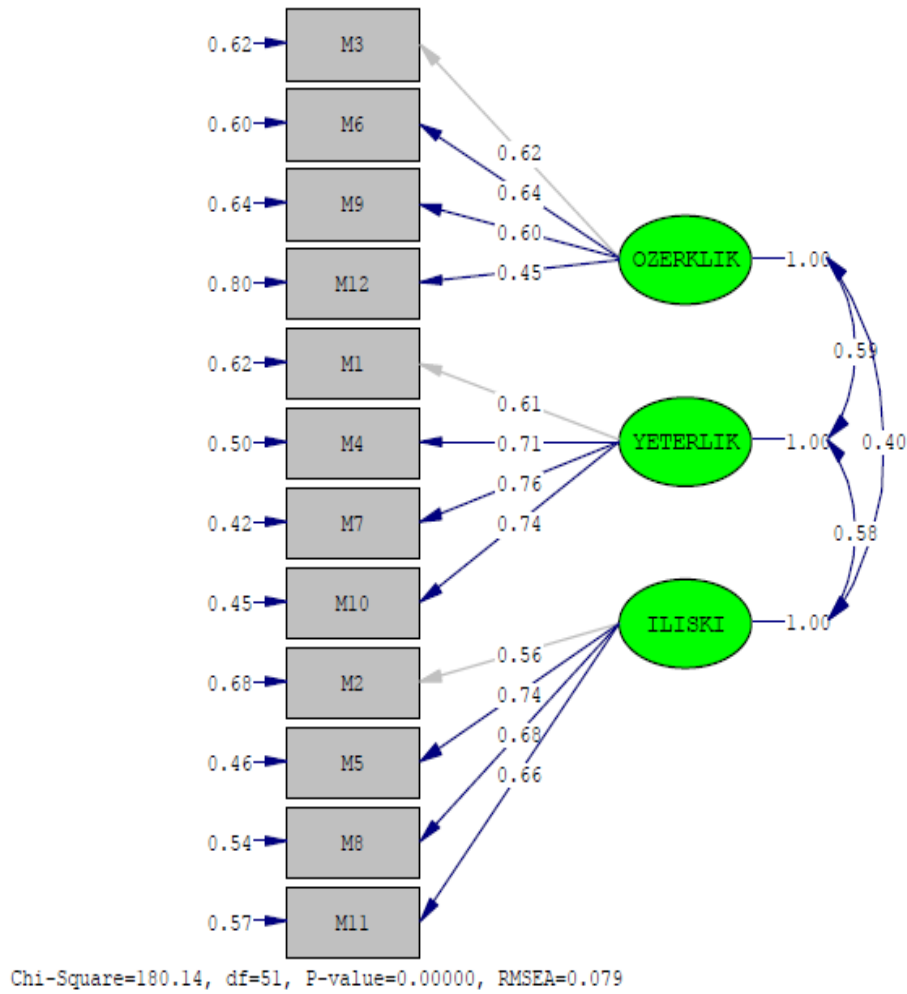 0.62 M3
0.60 M6
0.62
0.64
0.64 M9
0.60
OZERKLIK 1.00
0.80 M12 0.45
0.62 M1
0.59
0.61
0.50 M4 0.71 YETERLIK 1.00 0.40
0.76
0.42 M7 0.74
0.58
0.45 M10
ILISKI 1.00
0.56
0.68 M2
0.74
0.68
0.46 M5
0.66
0.54 M8
0.57 M11
Chi-Square=180.14, df=51, P-value=0.00000, RMSEA=0.079